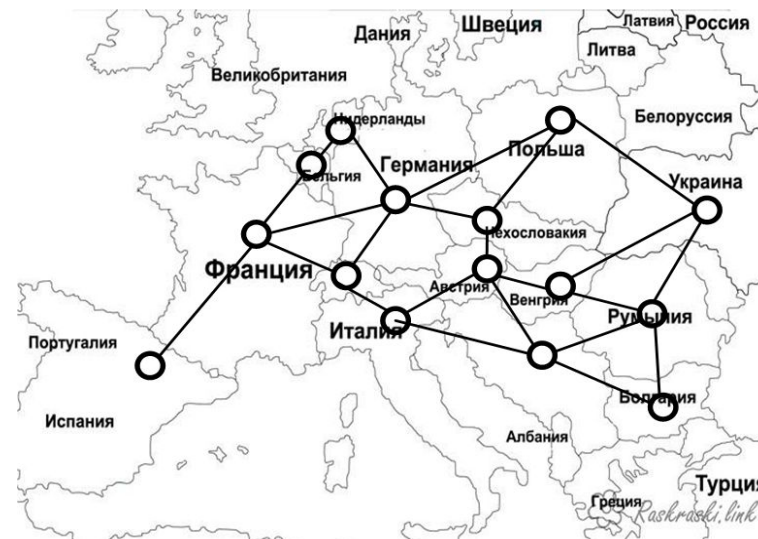 Швеция
Латвия
Россия
Дания
Литва
Великобритания
Белоруссия
Нидерланды
Польша
Германия
Бельгия
Украина
Чехословакия
Франция
Австрия
Венгрия
Румыния
Италия
Португалия
Болгария
Испания
Албания
Турция
Греция
Raskraski.link